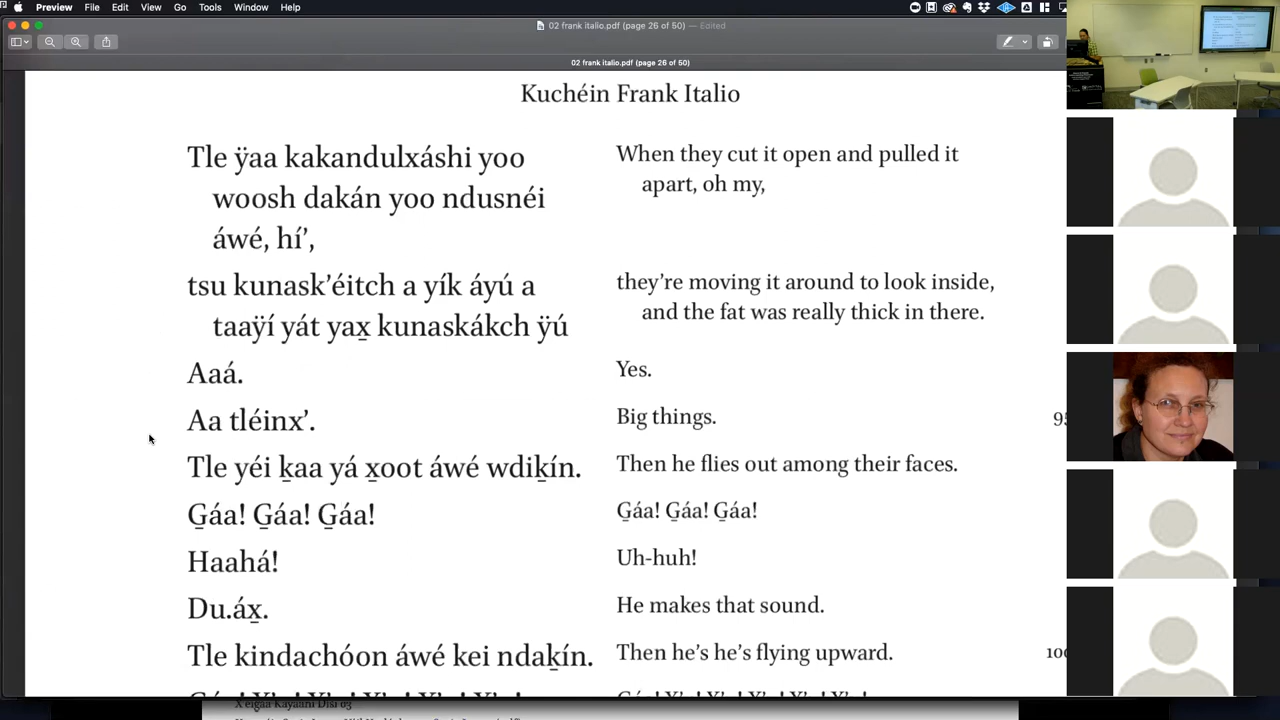 Preview File Edit View Go Tools Window Help
02 frank italio.pdf (page 26 of 50) — Edited
02 frank italio.pdf (page 26 of 50)
Kuchéin Frank Italio
Tle ÿaa kakandulxáshi yoo
woosh dakán yoo ndusnéi
áwé, hí’,
When they cut it open and pulled it
apart, oh my,
tsu kunask’éitch a yík áyú a
taaÿí yát yax̱ kunaskákch ÿú
they’re moving it around to look inside,
and the fat was really thick in there.
Aaá.
Yes.
Aa tléinx’.
Big things.
95
Tle yéi ḵaa yá x̱oot áwé wdiḵín.
Then he flies out among their faces.
G̱áa! G̱áa! G̱áa!
G̱áa! G̱áa! G̱áa!
Haahá!
Uh-huh!
Du.áx̱.
He makes that sound.
Tle kindachóon áwé kei ndaḵín.
Then he’s he’s flying upward.
100